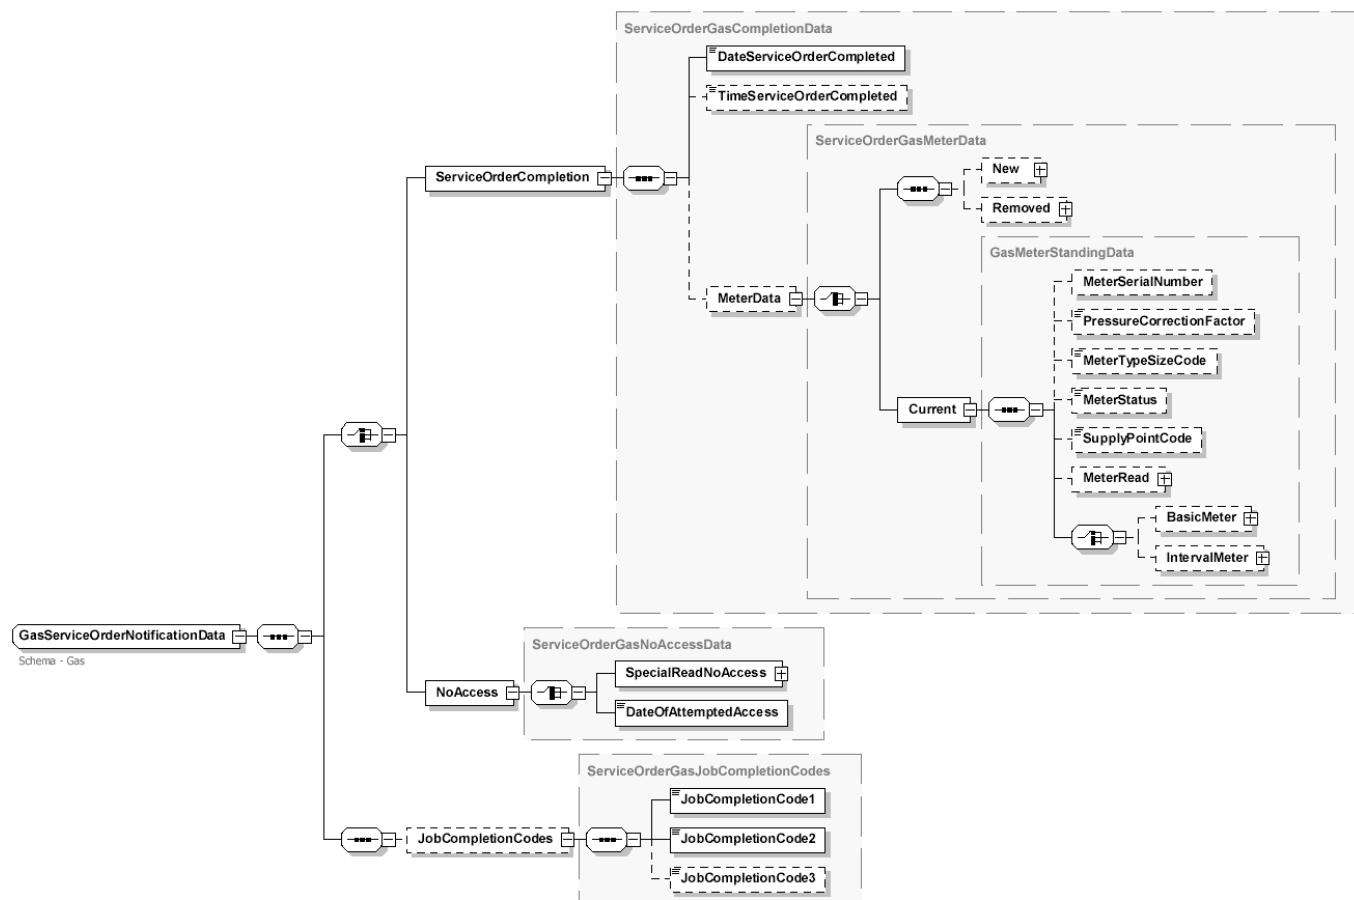 ServiceOrderGasCompletionData
DateServiceOrderCompleted
TimeServiceOrderCompleted
ServiceOrderGasMeterData
ServiceOrderCompletion
New
Removed
GasMeterStandingData
MeterSerialNumber
MeterData
PressureCorrectionFactor
MeterTypeSizeCode
MeterStatus
Current
SupplyPointCode
MeterRead
BasicMeter
IntervalMeter
GasServiceOrderNotificationData
Schema - Gas
ServiceOrderGasNoAccessData
SpecialReadNoAccess
NoAccess
DateOfAttemptedAccess
ServiceOrderGasJobCompletionCodes
JobCompletionCode1
JobCompletionCodes
JobCompletionCode2
JobCompletionCode3